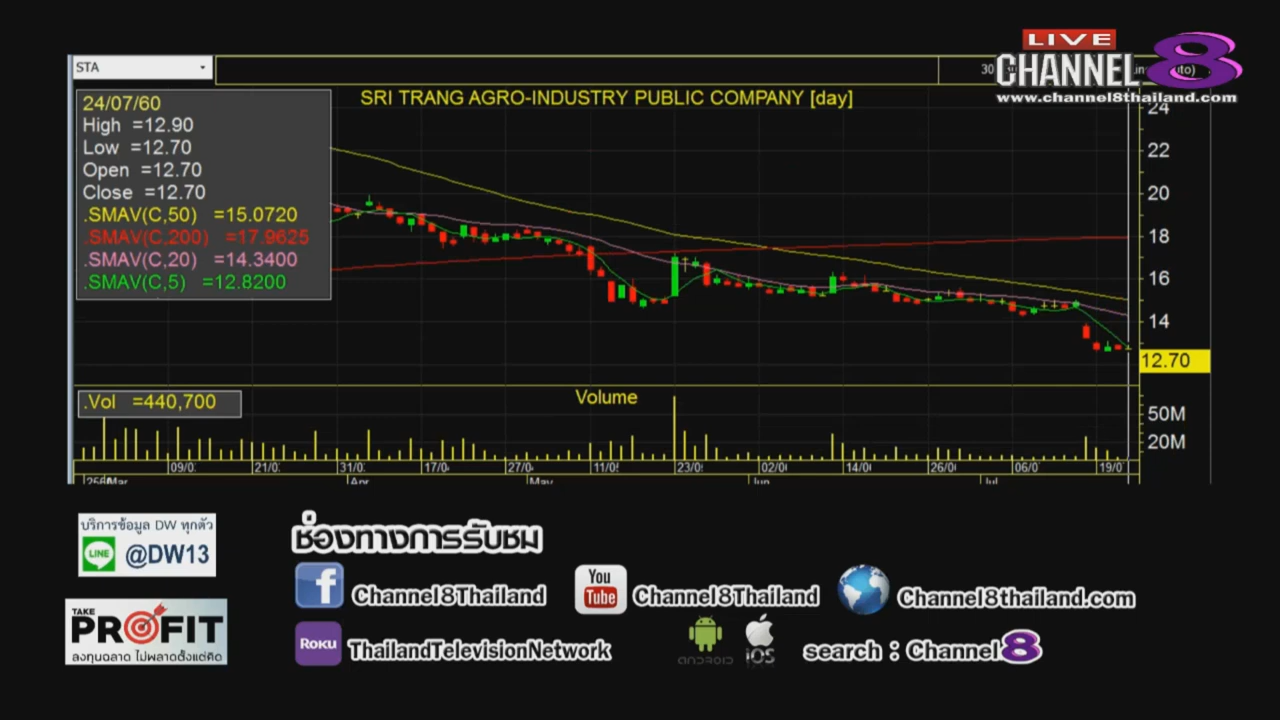 LIVE
CHANNEL 8
www.channel8thailand.com
STA
30
SRI TRANG AGRO-INDUSTRY PUBLIC COMPANY [day]
24/07/60
High =12.90
Low =12.70
Open =12.70
Close =12.70
.SMAV(C,50) =15.0720
.SMAV(C,200) =17.9625
.SMAV(C,20) =14.3400
.SMAV(C,5) =12.8200
24
22
20
18
16
14
12.70
.Vol =440,700
Volume
50M
20M
09/0 21/0 31/0 17/0 27/0 11/0 23/0 02/0 14/0 26/0 06/0 19/0
Mar Apr May Jun Jul
บริการข้อมูล DW ทุกตัว
LINE @DW13
TAKE
PROFIT
ลงทุนฉลาด ไม่พลาดตั้งแต่คิด
ช่องทางการรับชม
f Channel8Thailand You Tube Channel8Thailand Channel8thailand.com
ROKU ThailandTelevisionNetwork ANDROID iOS search : Channel 8